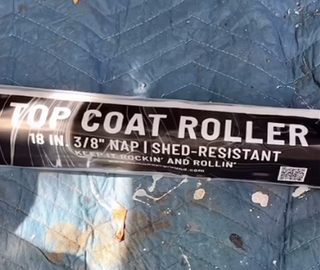 TOP COAT ROLLER
18 IN. 3/8" NAP | SHED-RESISTANT
KEEP IT ROCKIN' AND ROLLIN'